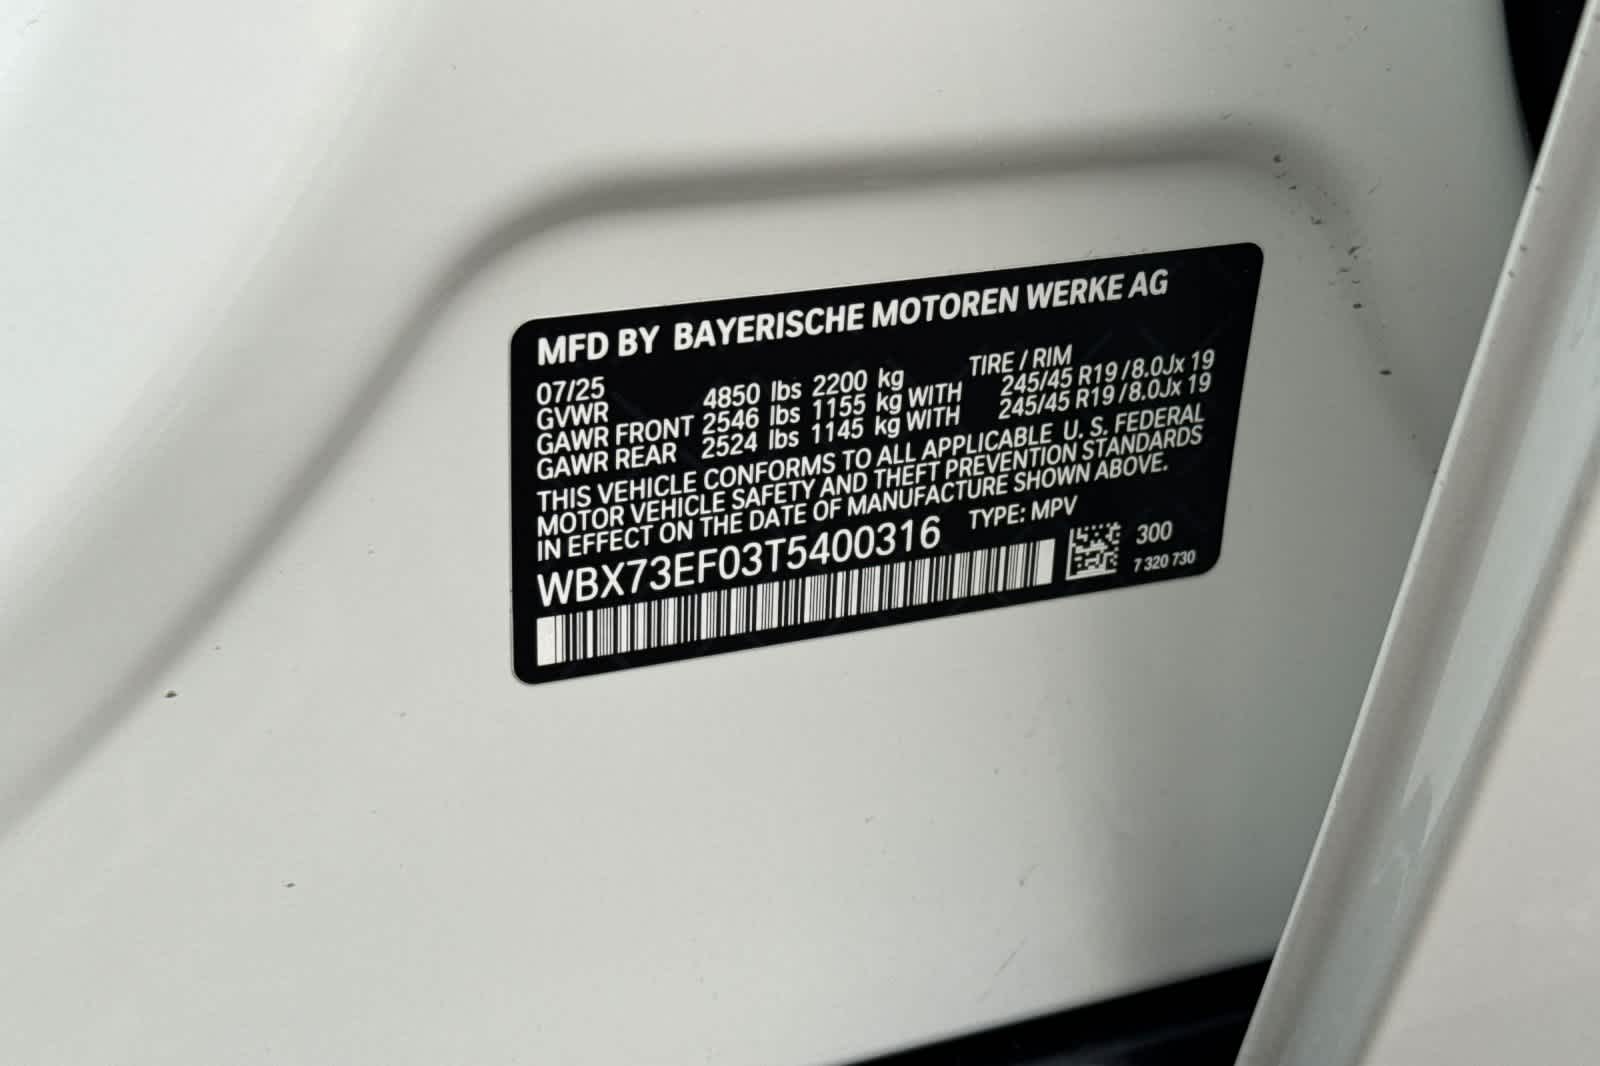 MFD BY BAYERISCHE MOTOREN WERKE AG
07/25 TIRE / RIM
GVWR 4850 lbs 2200 kg
GAWR FRONT 2546 lbs 1155 kg WITH 245/45 R19 /8.0Jx 19
GAWR REAR 2524 lbs 1145 kg WITH 245/45 R19 /8.0Jx 19
THIS VEHICLE CONFORMS TO ALL APPLICABLE U. S. FEDERAL
MOTOR VEHICLE SAFETY AND THEFT PREVENTION STANDARDS
IN EFFECT ON THE DATE OF MANUFACTURE SHOWN ABOVE.
WBX73EF03T5400316 TYPE: MPV
300
7 320 730